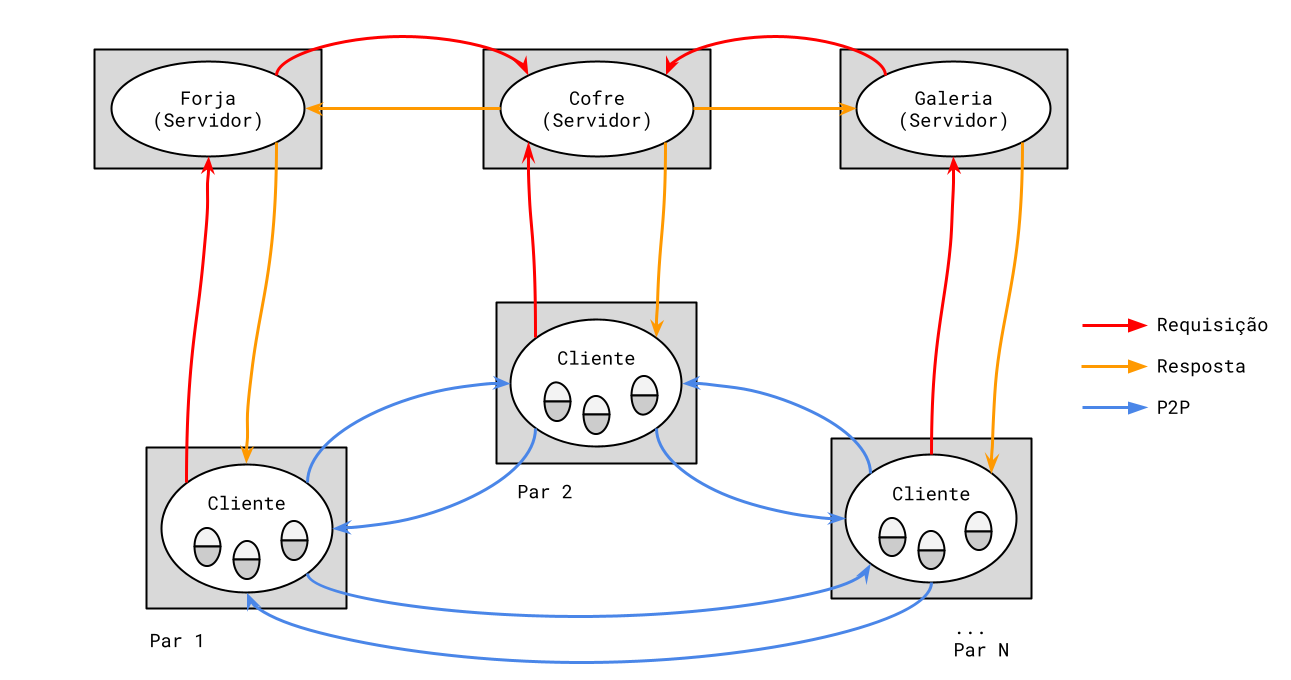 Forja
(Servidor)
Cofre
(Servidor)
Galeria
(Servidor)
Requisição
Resposta
P2P
Cliente
Par 2
Cliente
Par 1
Cliente
...
Par N